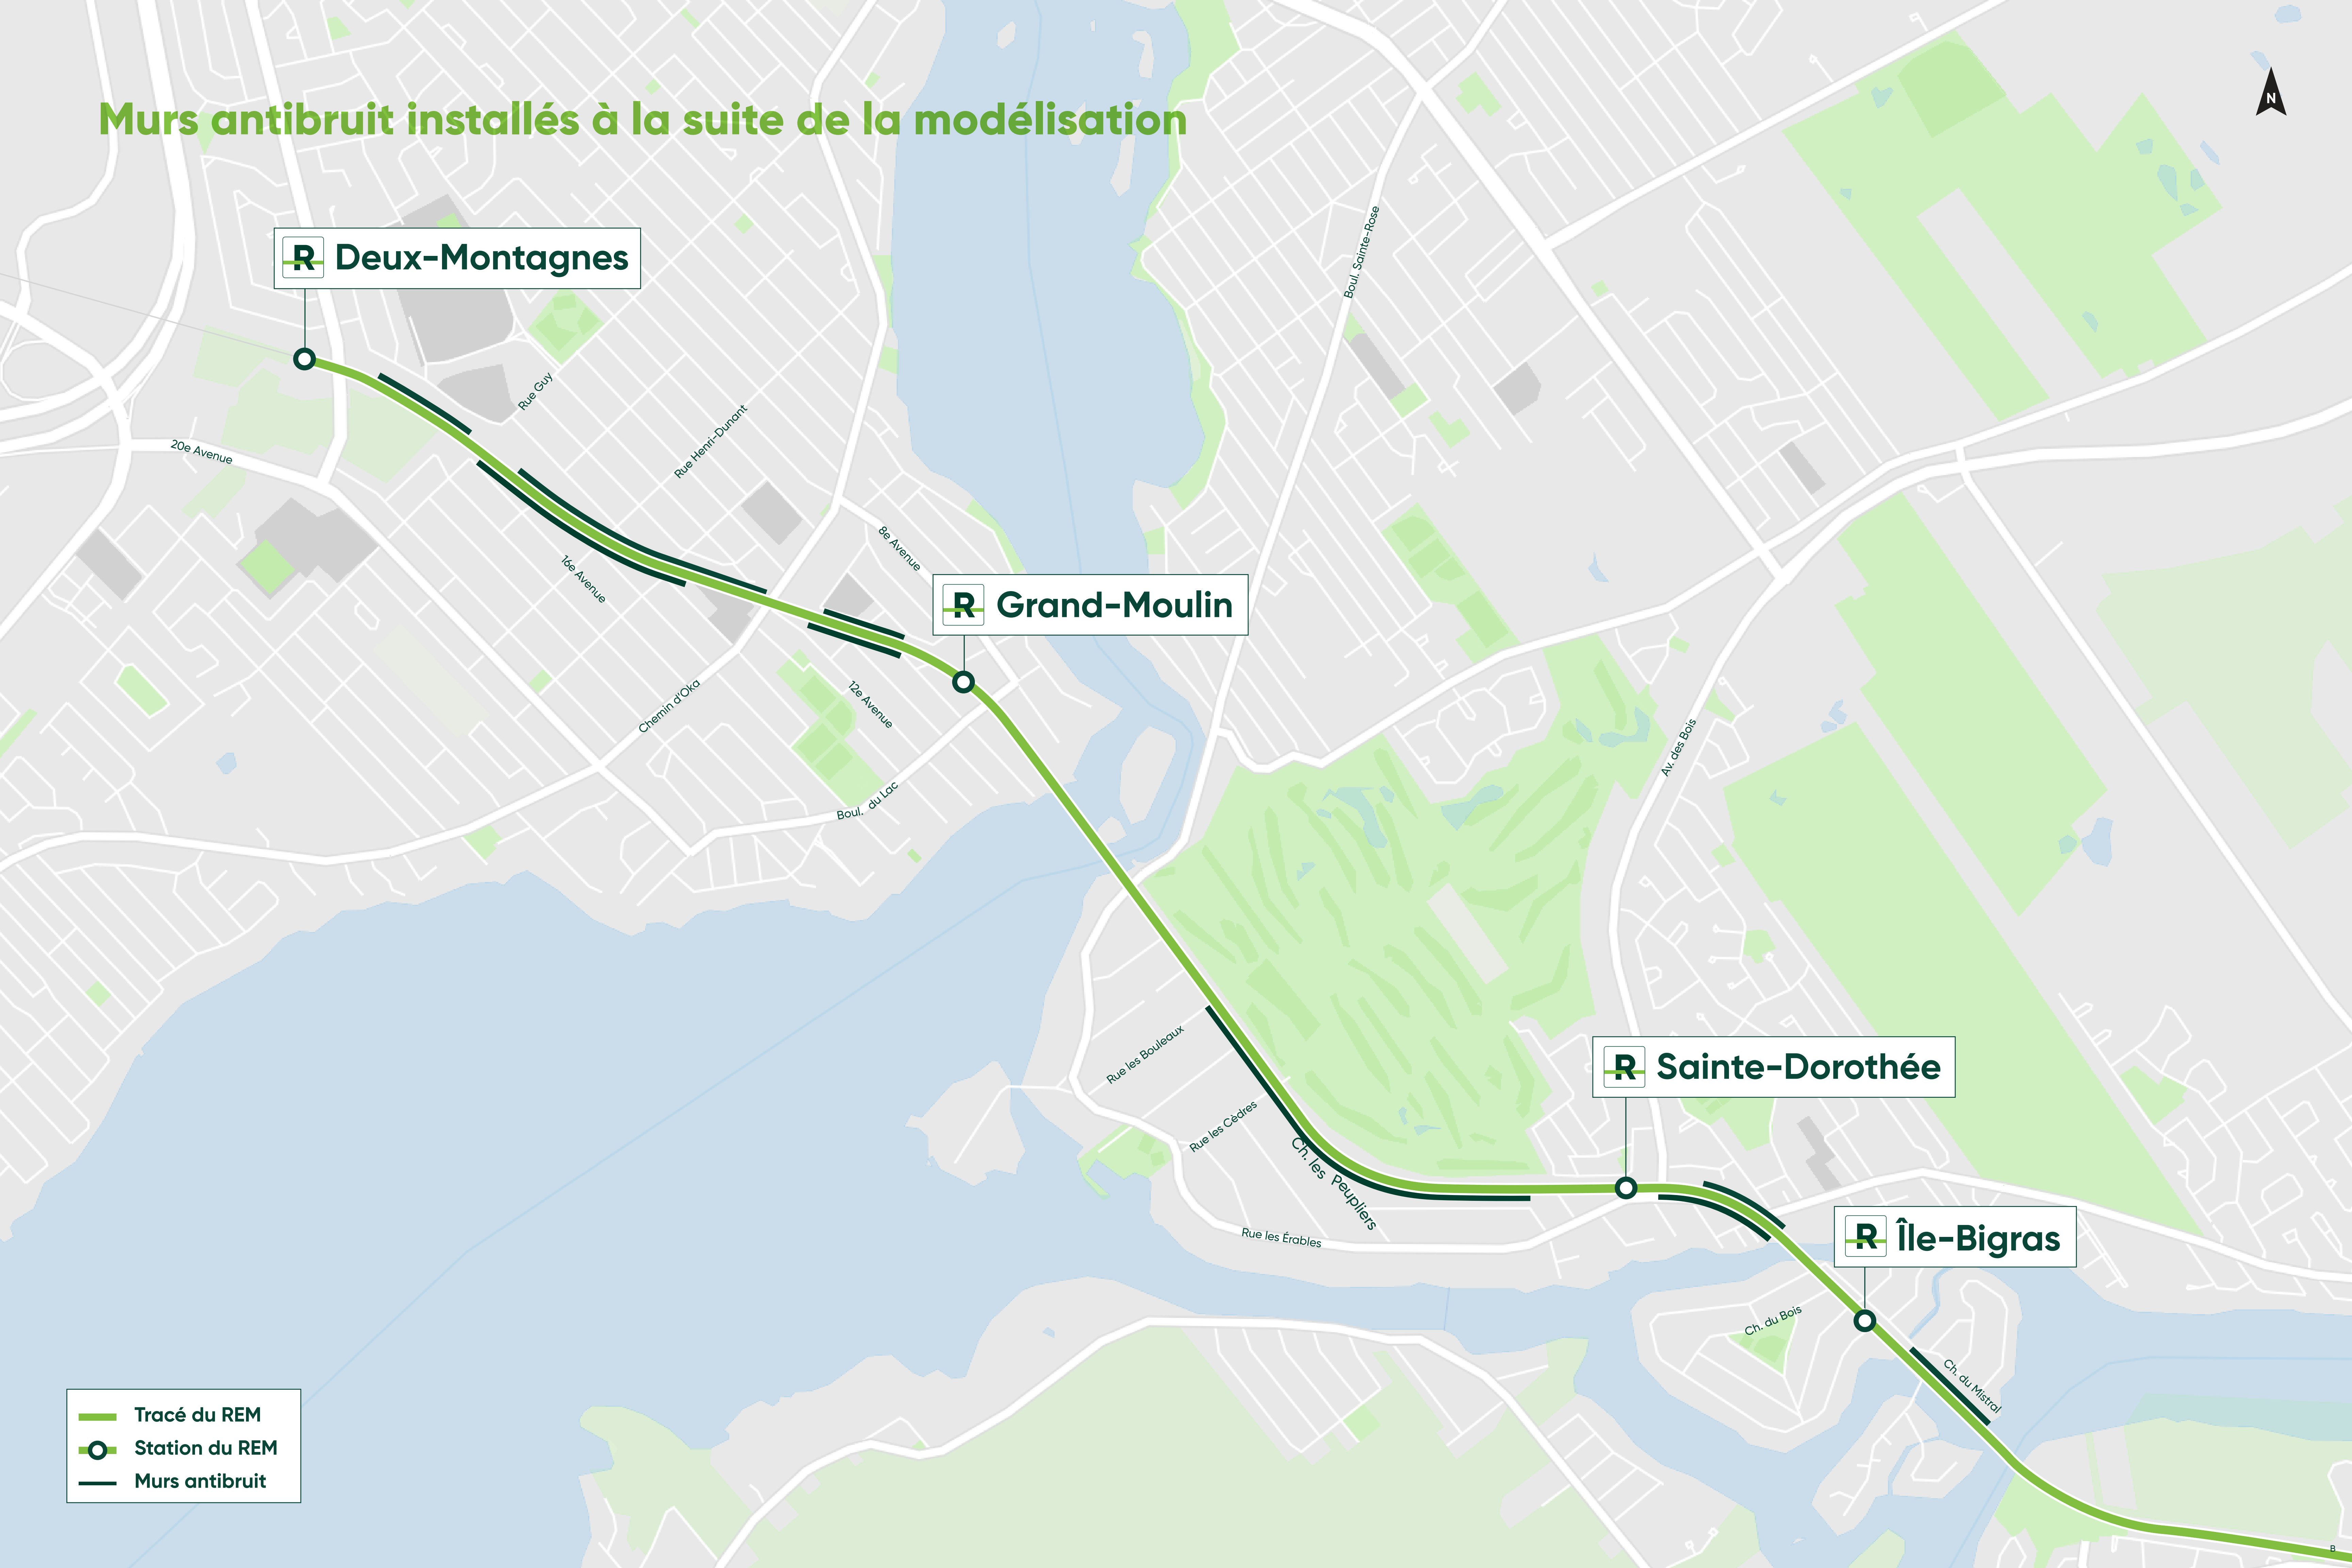 Murs antibruit installés à la suite de la modélisation
N
R Deux-Montagnes
Boul. Sainte-Rose
Rue Guy
Rue Henri-Dunant
20e Avenue
8e Avenue
16e Avenue
R Grand-Moulin
Chemin d'Oka
12e Avenue
Av. des Bois
Boul. du Lac
Rue les Bouleaux
R Sainte-Dorothée
Rue les Cèdres
Ch. les Peupliers
Rue les Érables
R Île-Bigras
Ch. du Bois
Ch. du Mistral
Tracé du REM
Station du REM
Murs antibruit
B